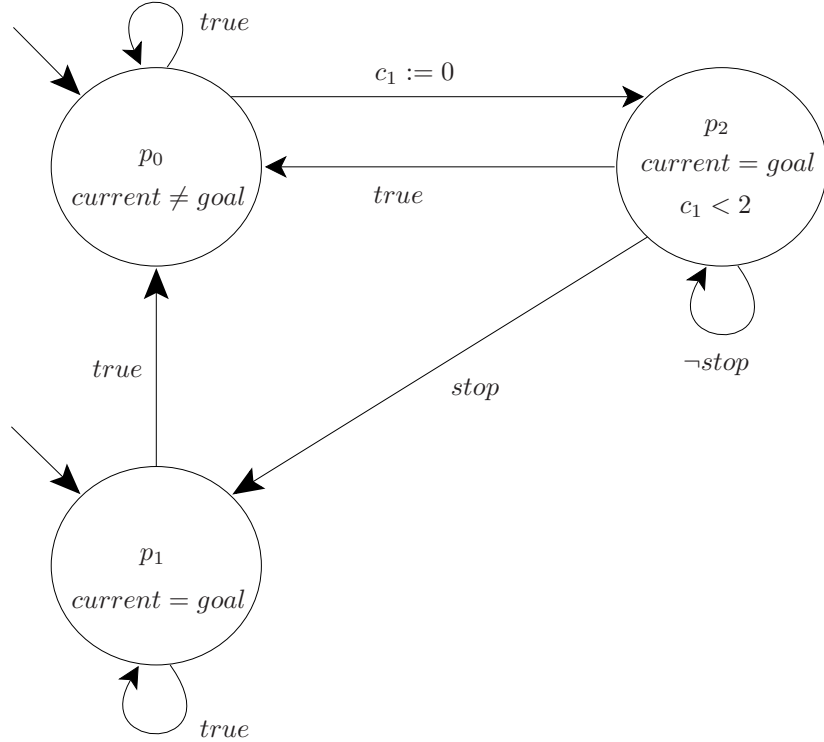 true
c₁ := 0
p₀
current ≠ goal
p₂
current = goal
c₁ < 2
true
true
stop
¬stop
p₁
current = goal
true